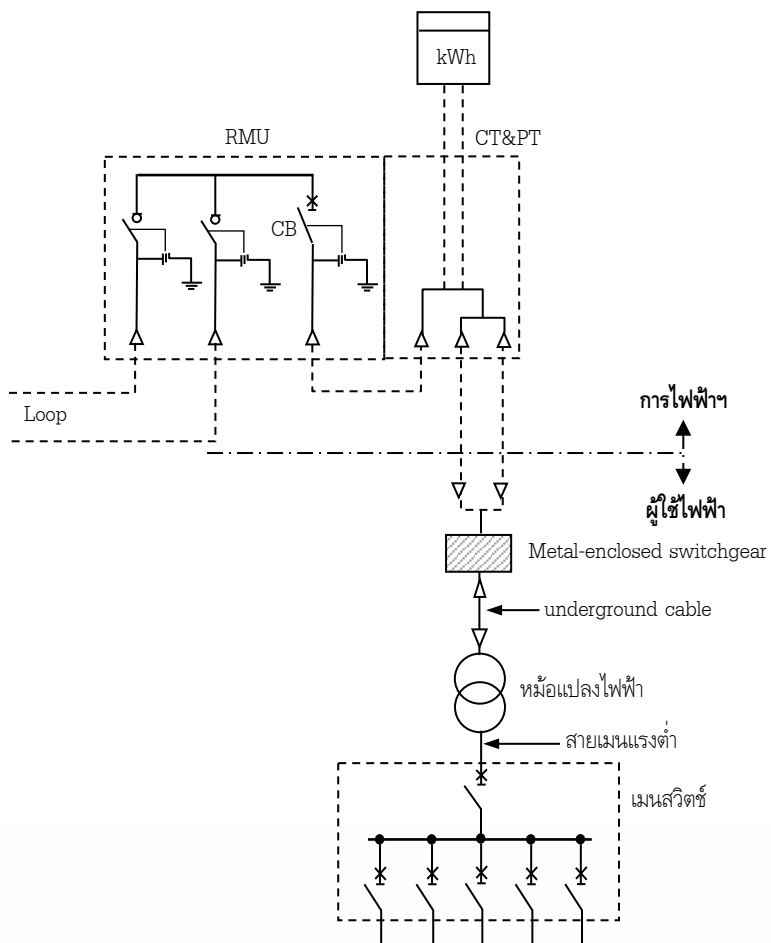 kWh
RMU
CT&PT
CB
Loop
การไฟฟ้าฯ
ผู้ใช้ไฟฟ้า
Metal-enclosed switchgear
underground cable
หม้อแปลงไฟฟ้า
สายเมนแรงต่ำ
เมนสวิตช์